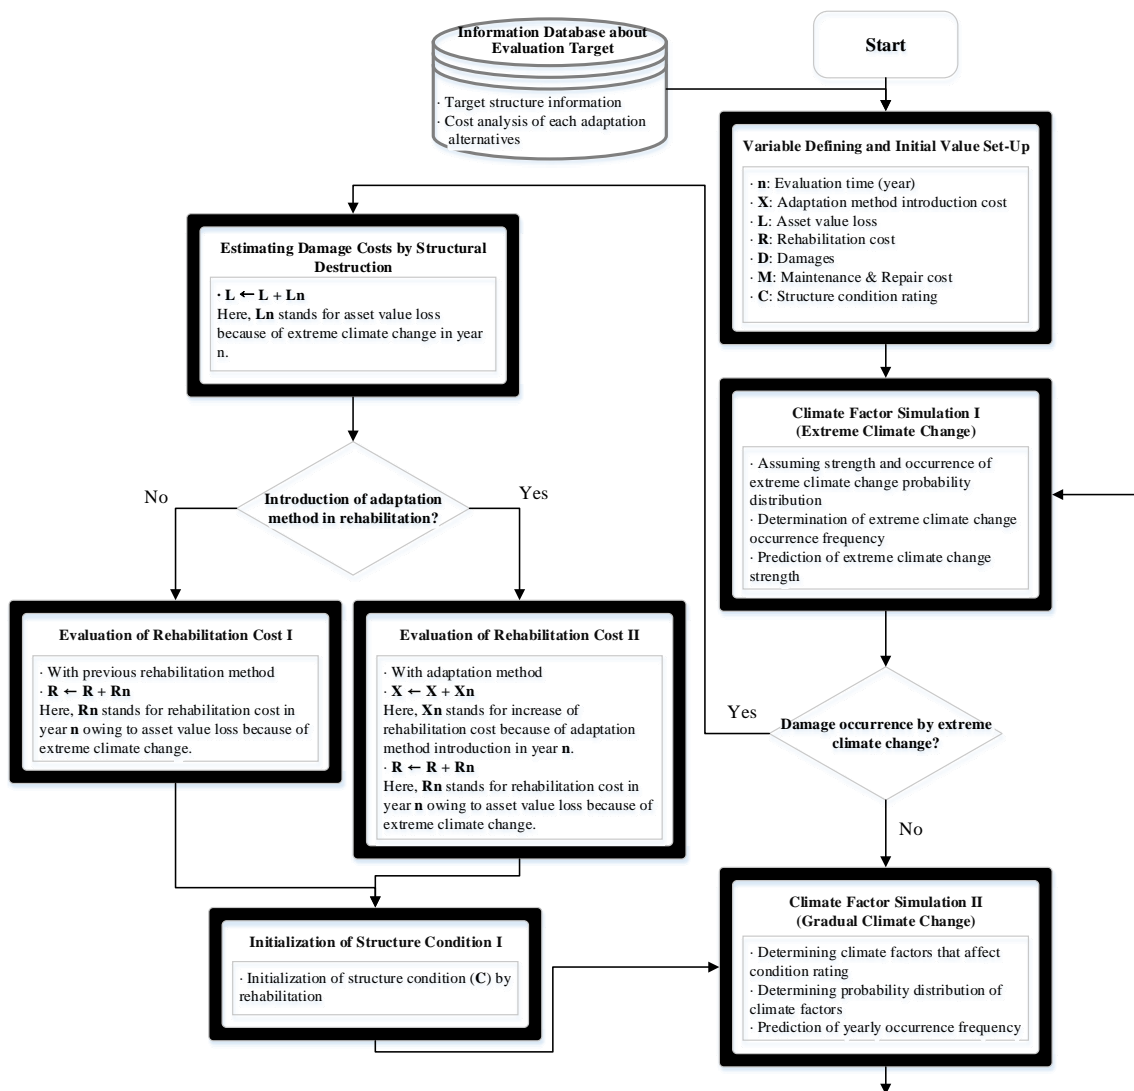 Information Database about
Evaluation Target
· Target structure information
· Cost analysis of each adaptation
alternatives
Start
Variable Defining and Initial Value Set-Up
· n: Evaluation time (year)
· X: Adaptation method introduction cost
· L: Asset value loss
· R: Rehabilitation cost
· D: Damages
· M: Maintenance & Repair cost
· C: Structure condition rating
Estimating Damage Costs by Structural
Destruction
· L ← L + Ln
Here, Ln stands for asset value loss
because of extreme climate change in year
n.
Climate Factor Simulation I
(Extreme Climate Change)
· Assuming strength and occurrence of
extreme climate change probability
distribution
· Determination of extreme climate change
occurrence frequency
· Prediction of extreme climate change
strength
No
Introduction of adaptation
method in rehabilitation?
Yes
Evaluation of Rehabilitation Cost I
· With previous rehabilitation method
· R ← R + Rn
Here, Rn stands for rehabilitation cost in
year n owing to asset value loss because of
extreme climate change.
Evaluation of Rehabilitation Cost II
· With adaptation method
· X ← X + Xn
Here, Xn stands for increase of
rehabilitation cost because of adaptation
method introduction in year n.
· R ← R + Rn
Here, Rn stands for rehabilitation cost in
year n owing to asset value loss because of
extreme climate change.
Yes
Damage occurrence by extreme
climate change?
No
Initialization of Structure Condition I
· Initialization of structure condition (C) by
rehabilitation
Climate Factor Simulation II
(Gradual Climate Change)
· Determining climate factors that affect
condition rating
· Determining probability distribution of
climate factors
· Prediction of yearly occurrence frequency